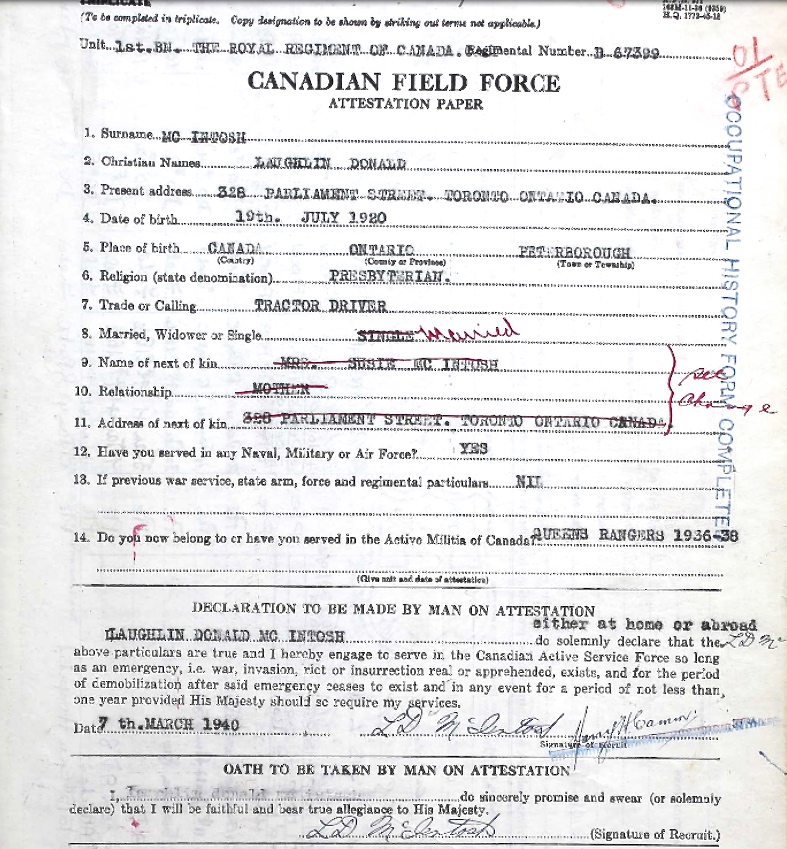 TRIPLICATE
(To be completed in triplicate. Copy designation to be shown by striking out terms not applicable.)
H.Q. 1772-45-12
Unit 1st. BN. THE ROYAL REGIMENT OF CANADA. Regimental Number B 67399
01
PTE
CANADIAN FIELD FORCE
ATTESTATION PAPER
1. Surname MC INTOSH
2. Christian Names LAUGHLIN DONALD
3. Present address 328 PARLIAMENT STREET. TORONTO ONTARIO CANADA.
4. Date of birth 19th. JULY 1920
5. Place of birth CANADA ONTARIO PETERBOROUGH
(Country) (County or Province) (Town or Township)
6. Religion (state denomination) PRESBYTERIAN.
7. Trade or Calling TRACTOR DRIVER
8. Married, Widower or Single SINGLE Married
9. Name of next of kin MRS. SUSIE MC INTOSH
10. Relationship MOTHER
see change
11. Address of next of kin 328 PARLIAMENT STREET. TORONTO ONTARIO CANADA.
12. Have you served in any Naval, Military or Air Force? YES
13. If previous war service, state arm, force and regimental particulars NIL
14. Do you now belong to or have you served in the Active Militia of Canada? QUEENS RANGERS 1936-38
(Give unit and date of attestation)
OCCUPATIONAL HISTORY FORM COMPLETE
DECLARATION TO BE MADE BY MAN ON ATTESTATION
either at home or abroad
LAUGHLIN DONALD MC INTOSH do solemnly declare that the L D Mc
above particulars are true and I hereby engage to serve in the Canadian Active Service Force so long
as an emergency, i.e. war, invasion, riot or insurrection real or apprehended, exists, and for the period
of demobilization after said emergency ceases to exist and in any event for a period of not less than
one year provided His Majesty should so require my services.
Date 7 th. MARCH 1940 L D McIntosh
Signature of Recruit
OATH TO BE TAKEN BY MAN ON ATTESTATION
I, Laughlin donald do sincerely promise and swear (or solemnly
declare) that I will be faithful and bear true allegiance to His Majesty.
L D McIntosh (Signature of Recruit.)